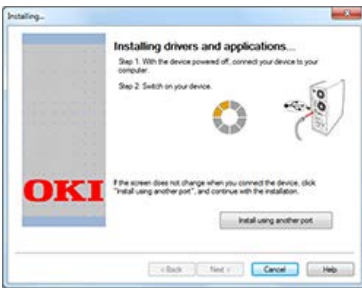 Installing...
Installing drivers and applications...
Step 1. With the device powered off, connect your device to your
computer.
Step 2. Switch on your device.
OKI
If the screen does not change when you connect the device, click
"Install using another port", and continue with the installation.
Install using another port
< Back
Next >
Cancel
Help